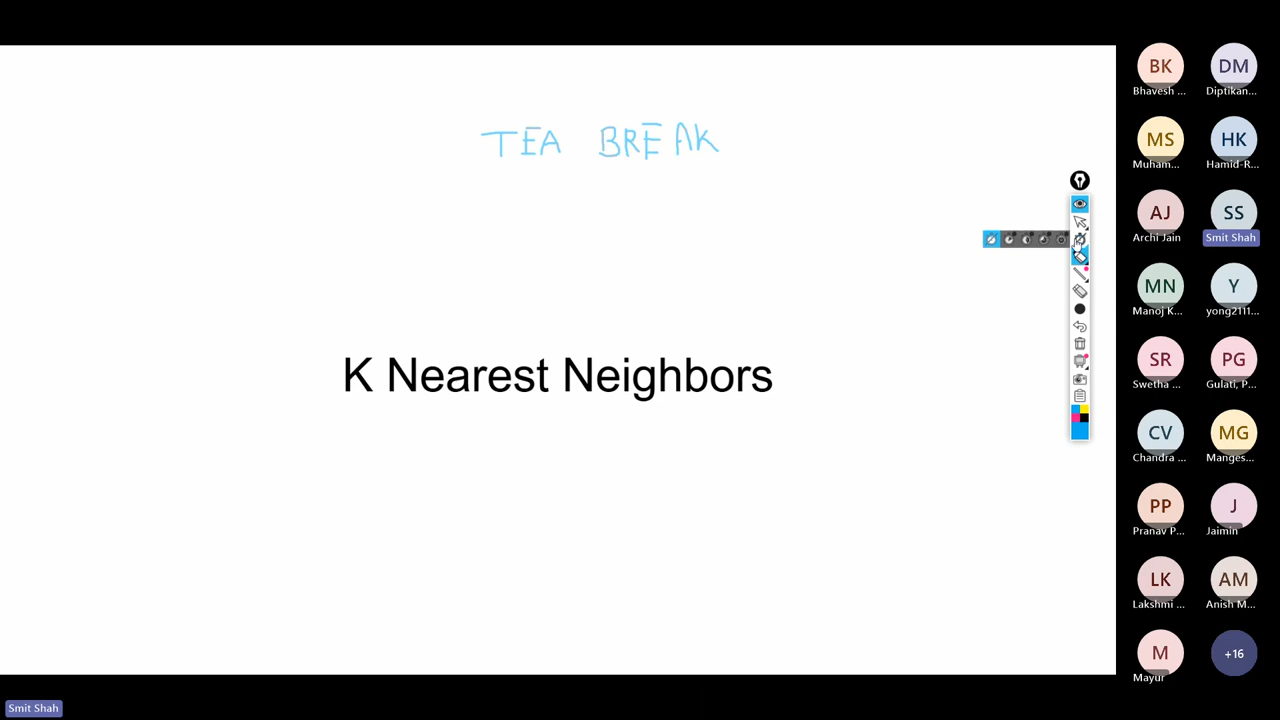 TEA BREAK
K Nearest Neighbors
BK DM
Bhavesh ... Diptikan...
MS HK
Muham... Hamid-R...
AJ SS
Archi Jain Smit Shah
MN Y
Manoj K... yong2111...
SR PG
Swetha ... Gulati, P...
CV MG
Chandra ... Manges...
PP J
Pranav P... Jaimin
LK AM
Lakshmi ... Anish M...
M +16
Mayur
Smit Shah